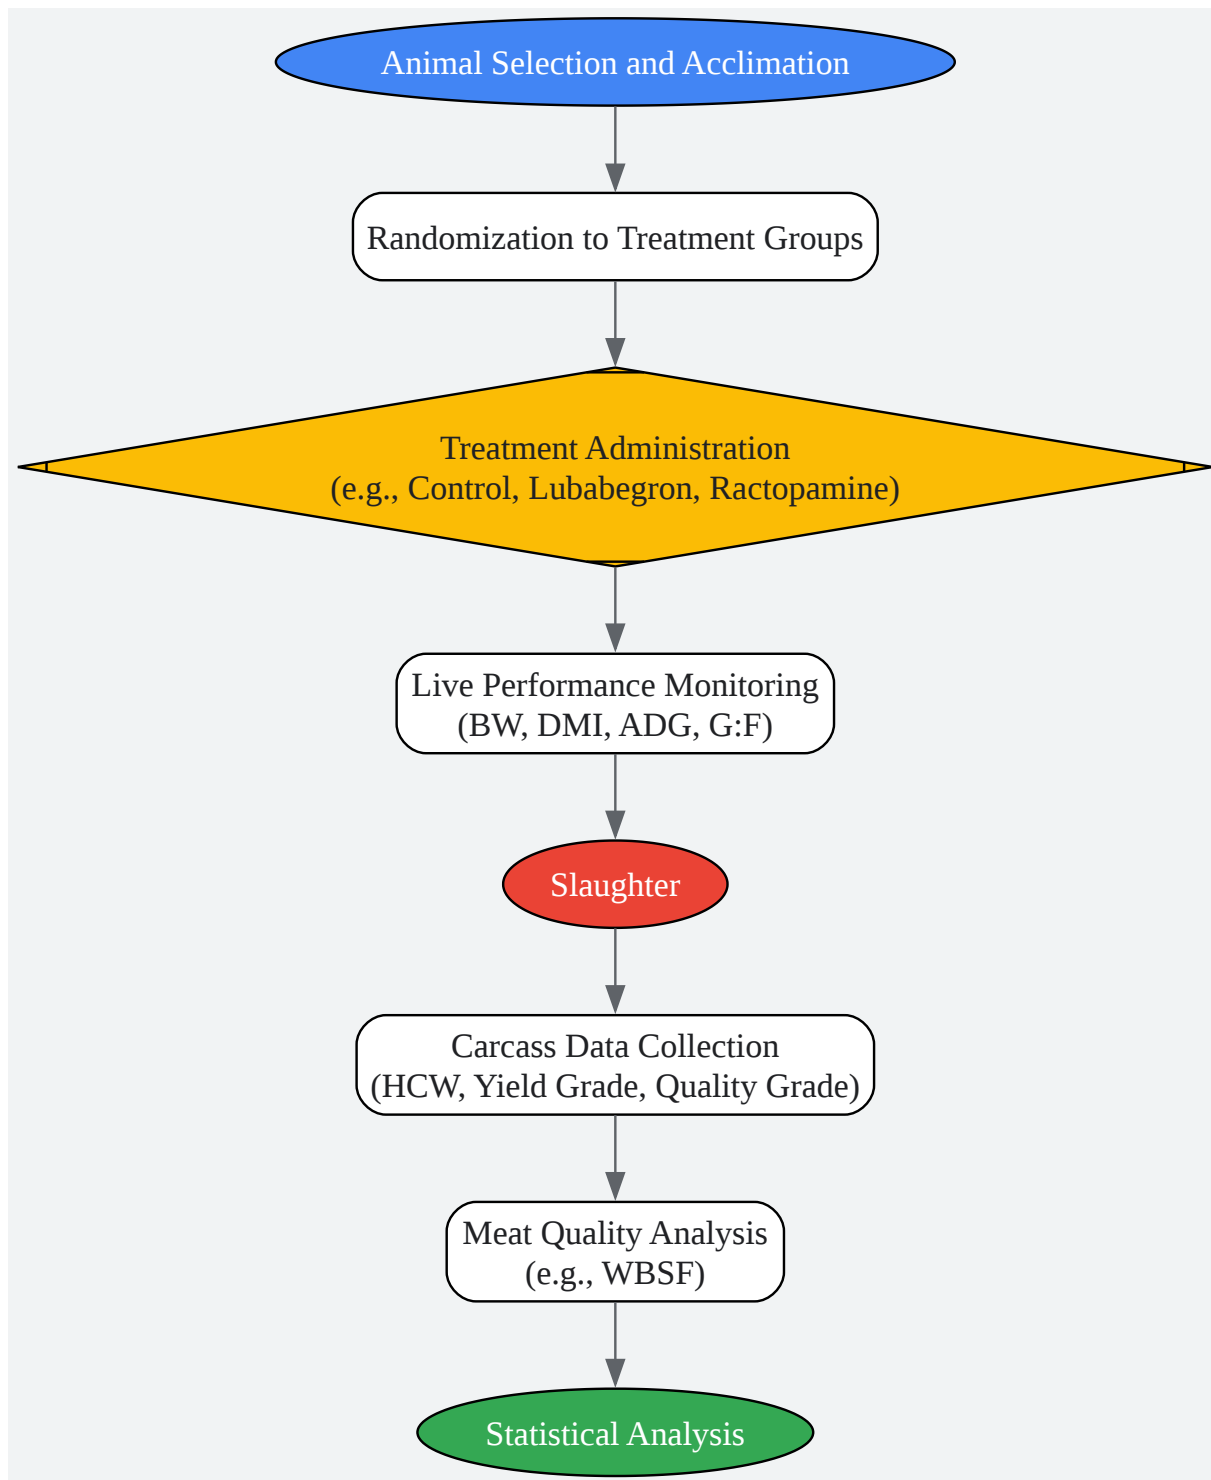 Animal Selection and Acclimation
Randomization to Treatment Groups
Treatment Administration
(e.g., Control, Lubabegron, Ractopamine)
Live Performance Monitoring
(BW, DMI, ADG, G:F)
Slaughter
Carcass Data Collection
(HCW, Yield Grade, Quality Grade)
Meat Quality Analysis
(e.g., WBSF)
Statistical Analysis